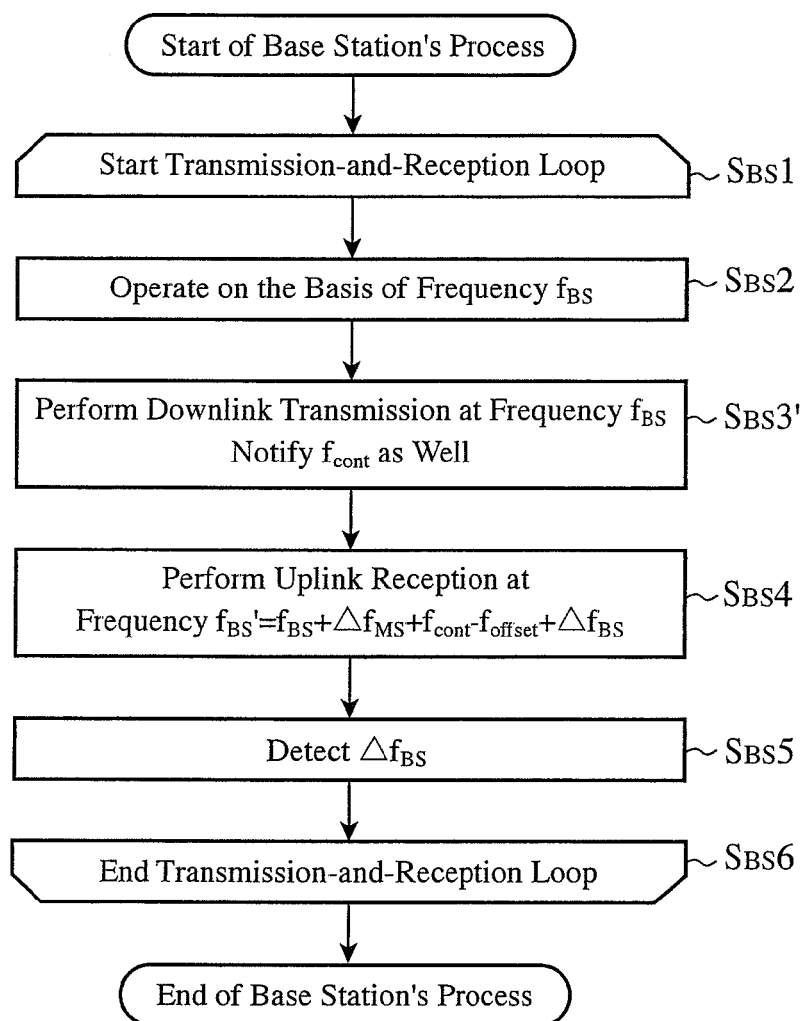 Start of Base Station's Process
Start Transmission-and-Reception Loop
SBS1
Operate on the Basis of Frequency fBS
SBS2
Perform Downlink Transmission at Frequency fBS
Notify fcont as Well
SBS3'
Perform Uplink Reception at
Frequency fBS'=fBS+△fMS+fcont-foffset+△fBS
SBS4
Detect △fBS
SBS5
End Transmission-and-Reception Loop
SBS6
End of Base Station's Process